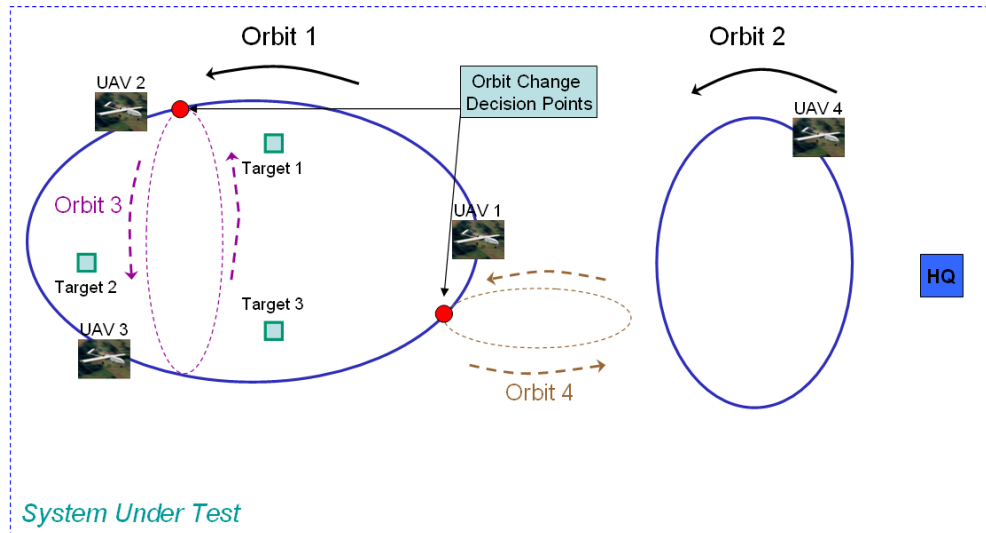 Orbit 1
Orbit 2
UAV 2
Orbit Change
Decision Points
UAV 4
Target 1
Orbit 3
UAV 1
Target 2
HQ
Target 3
UAV 3
Orbit 4
System Under Test